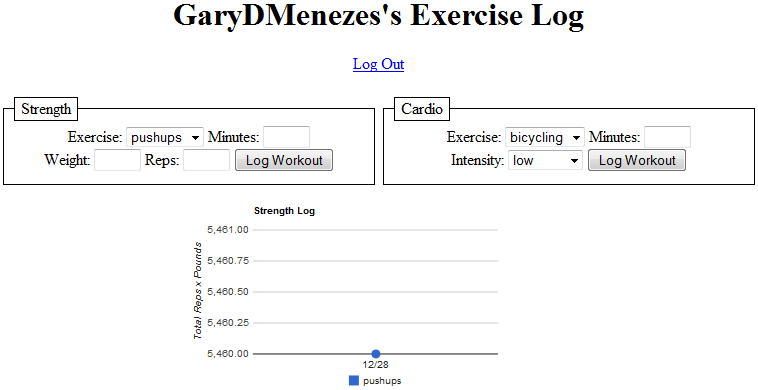 GaryDMenezes's Exercise Log
Log Out
Strength
Exercise: pushups Minutes:
Weight: Reps: Log Workout
Cardio
Exercise: bicycling Minutes:
Intensity: low Log Workout
Strength Log
Total Reps x Pounds
5,461.00
5,460.75
5,460.50
5,460.25
5,460.00
12/28
pushups